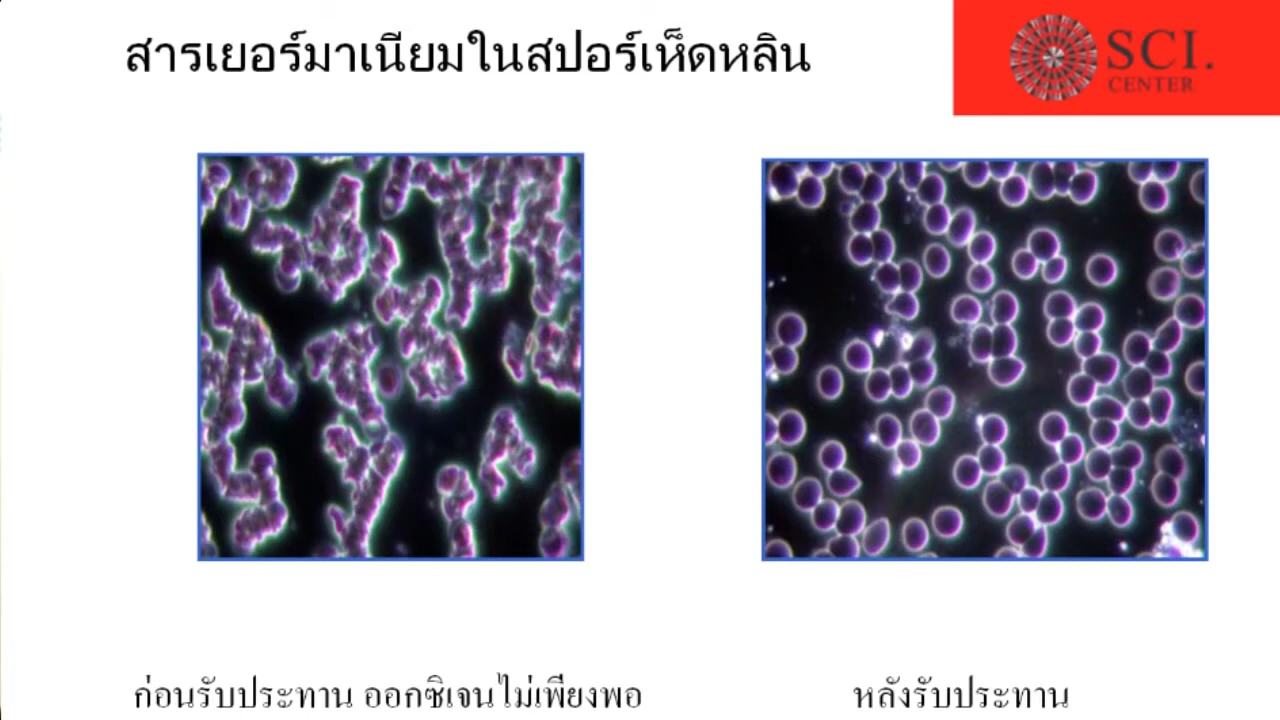 สารเยอร์มาเนียมในสปอร์เห็ดหลิน
SCI.
CENTER
ก่อนรับประทาน ออกซิเจนไม่เพียงพอ
หลังรับประทาน